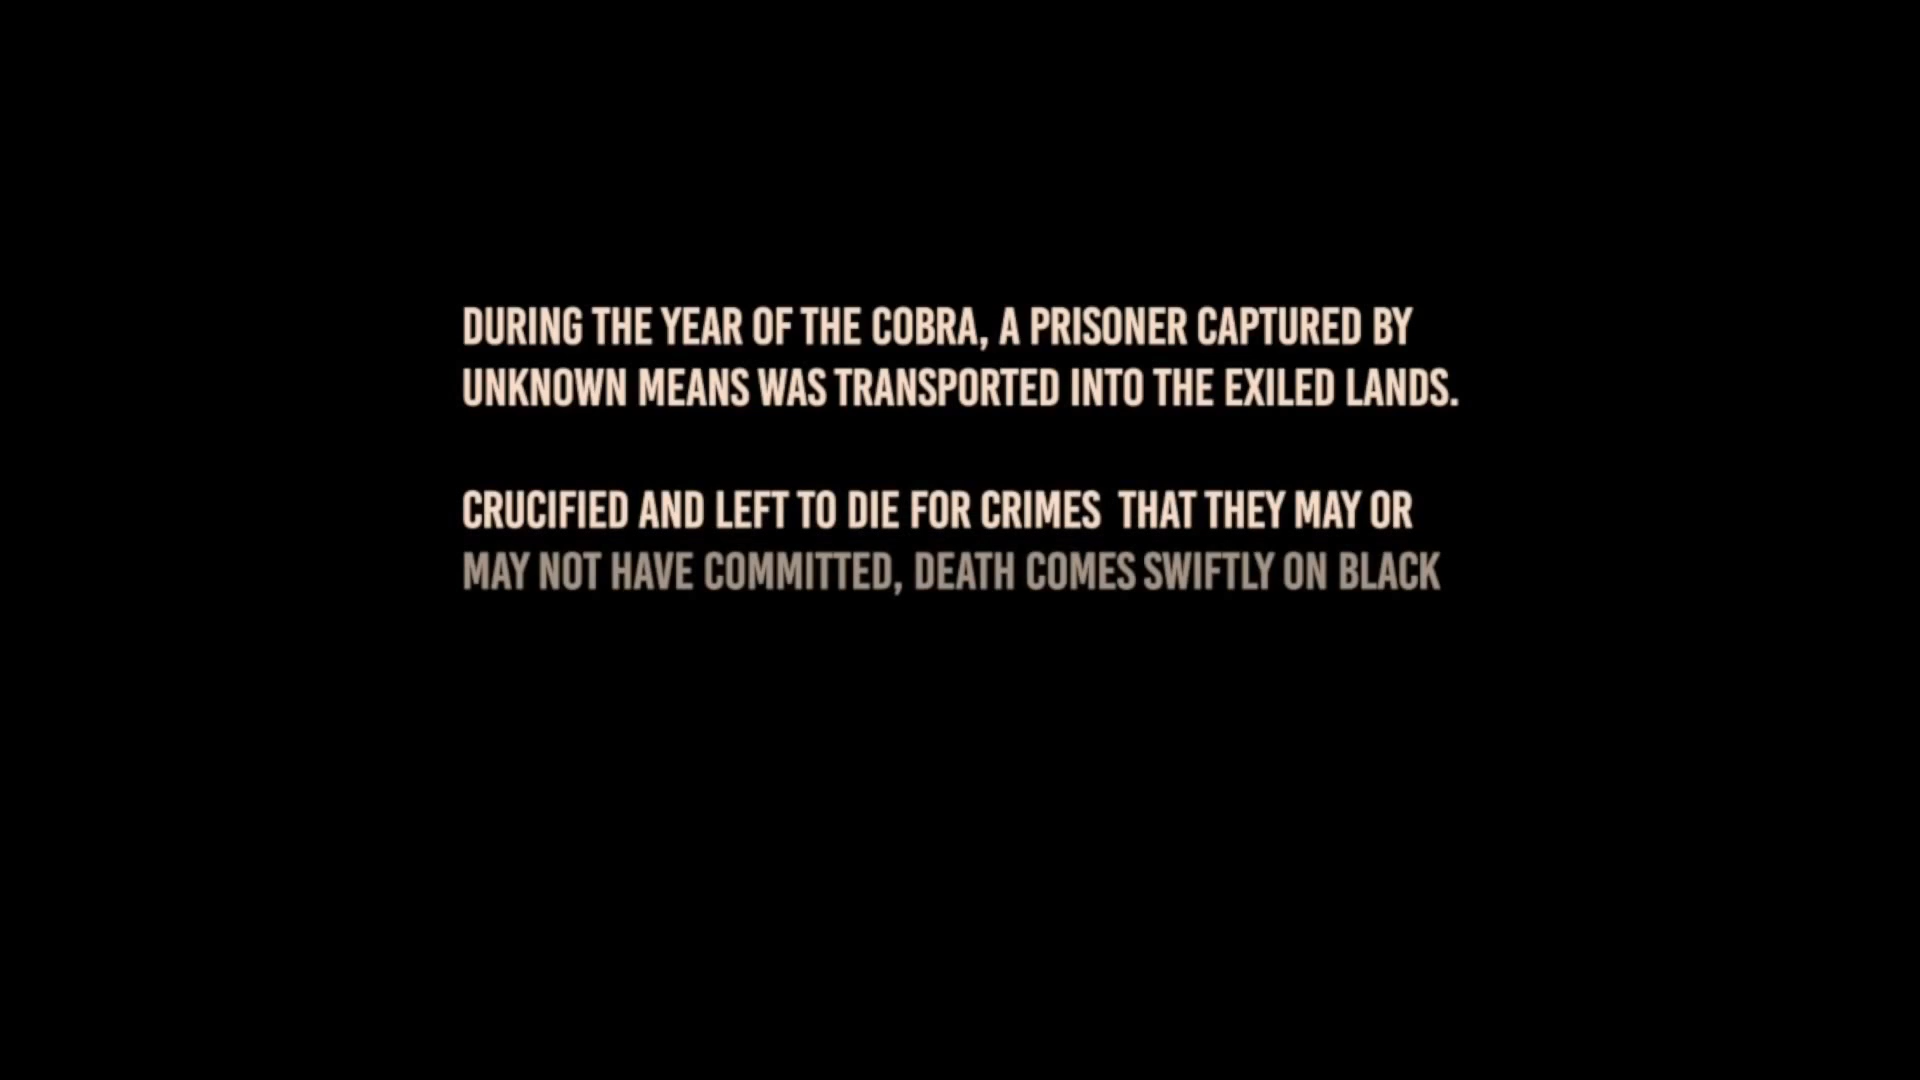 DURING THE YEAR OF THE COBRA, A PRISONER CAPTURED BY
UNKNOWN MEANS WAS TRANSPORTED INTO THE EXILED LANDS.
CRUCIFIED AND LEFT TO DIE FOR CRIMES  THAT THEY MAY OR
MAY NOT HAVE COMMITTED, DEATH COMES SWIFTLY ON BLACK